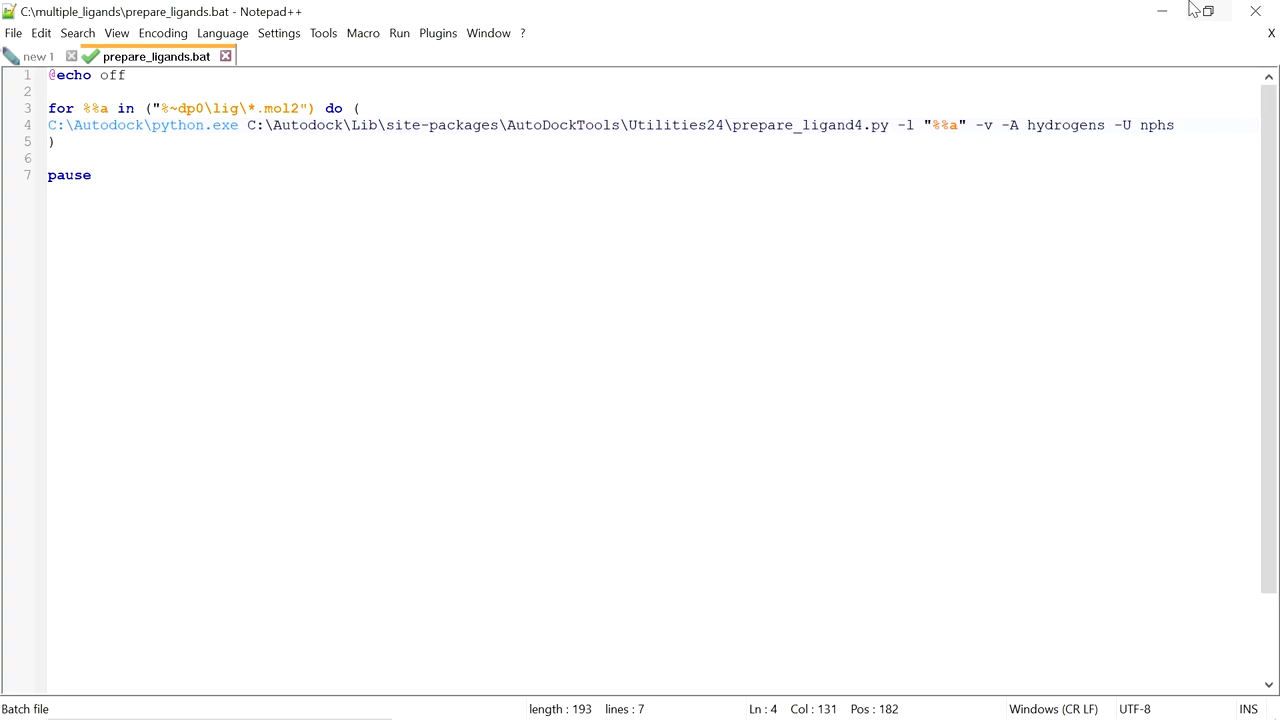 C:\multiple_ligands\prepare_ligands.bat - Notepad++
File Edit Search View Encoding Language Settings Tools Macro Run Plugins Window ? X
new 1 prepare_ligands.bat
1 @echo off
2
3 for %%a in ("%~dp0\lig\*.mol2") do (
4 C:\Autodock\python.exe C:\Autodock\Lib\site-packages\AutoDockTools\Utilities24\prepare_ligand4.py -l "%%a" -v -A hydrogens -U nphs
5 )
6
7 pause
Batch file length : 193 lines : 7 Ln : 4 Col : 131 Pos : 182 Windows (CR LF) UTF-8 INS